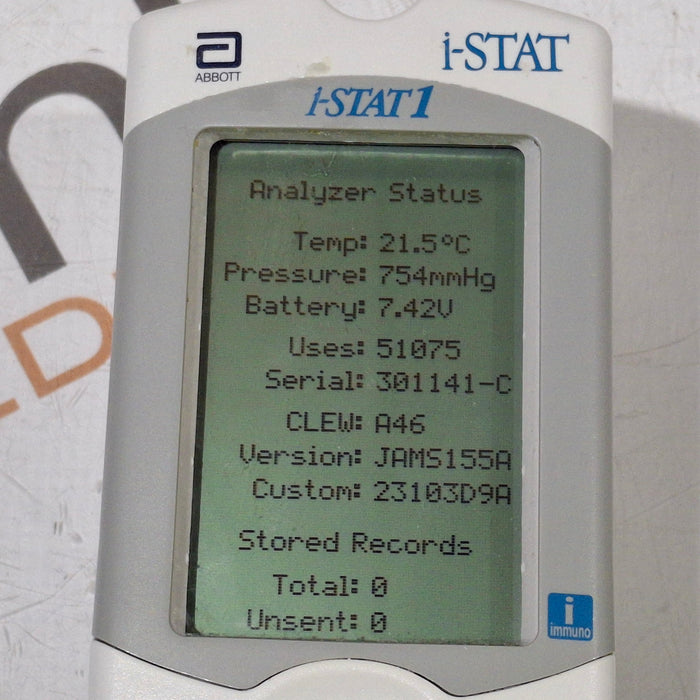 ABBOTT
i-STAT
i-STAT 1
Analyzer Status
Temp: 21.5°C
Pressure: 754mmHg
Battery: 7.42V
Uses: 51075
Serial: 301141-C
CLEW: A46
Version: JAMS155A
Custom: 23103D9A
Stored Records
Total: 0
Unsent: 0
i
immuno